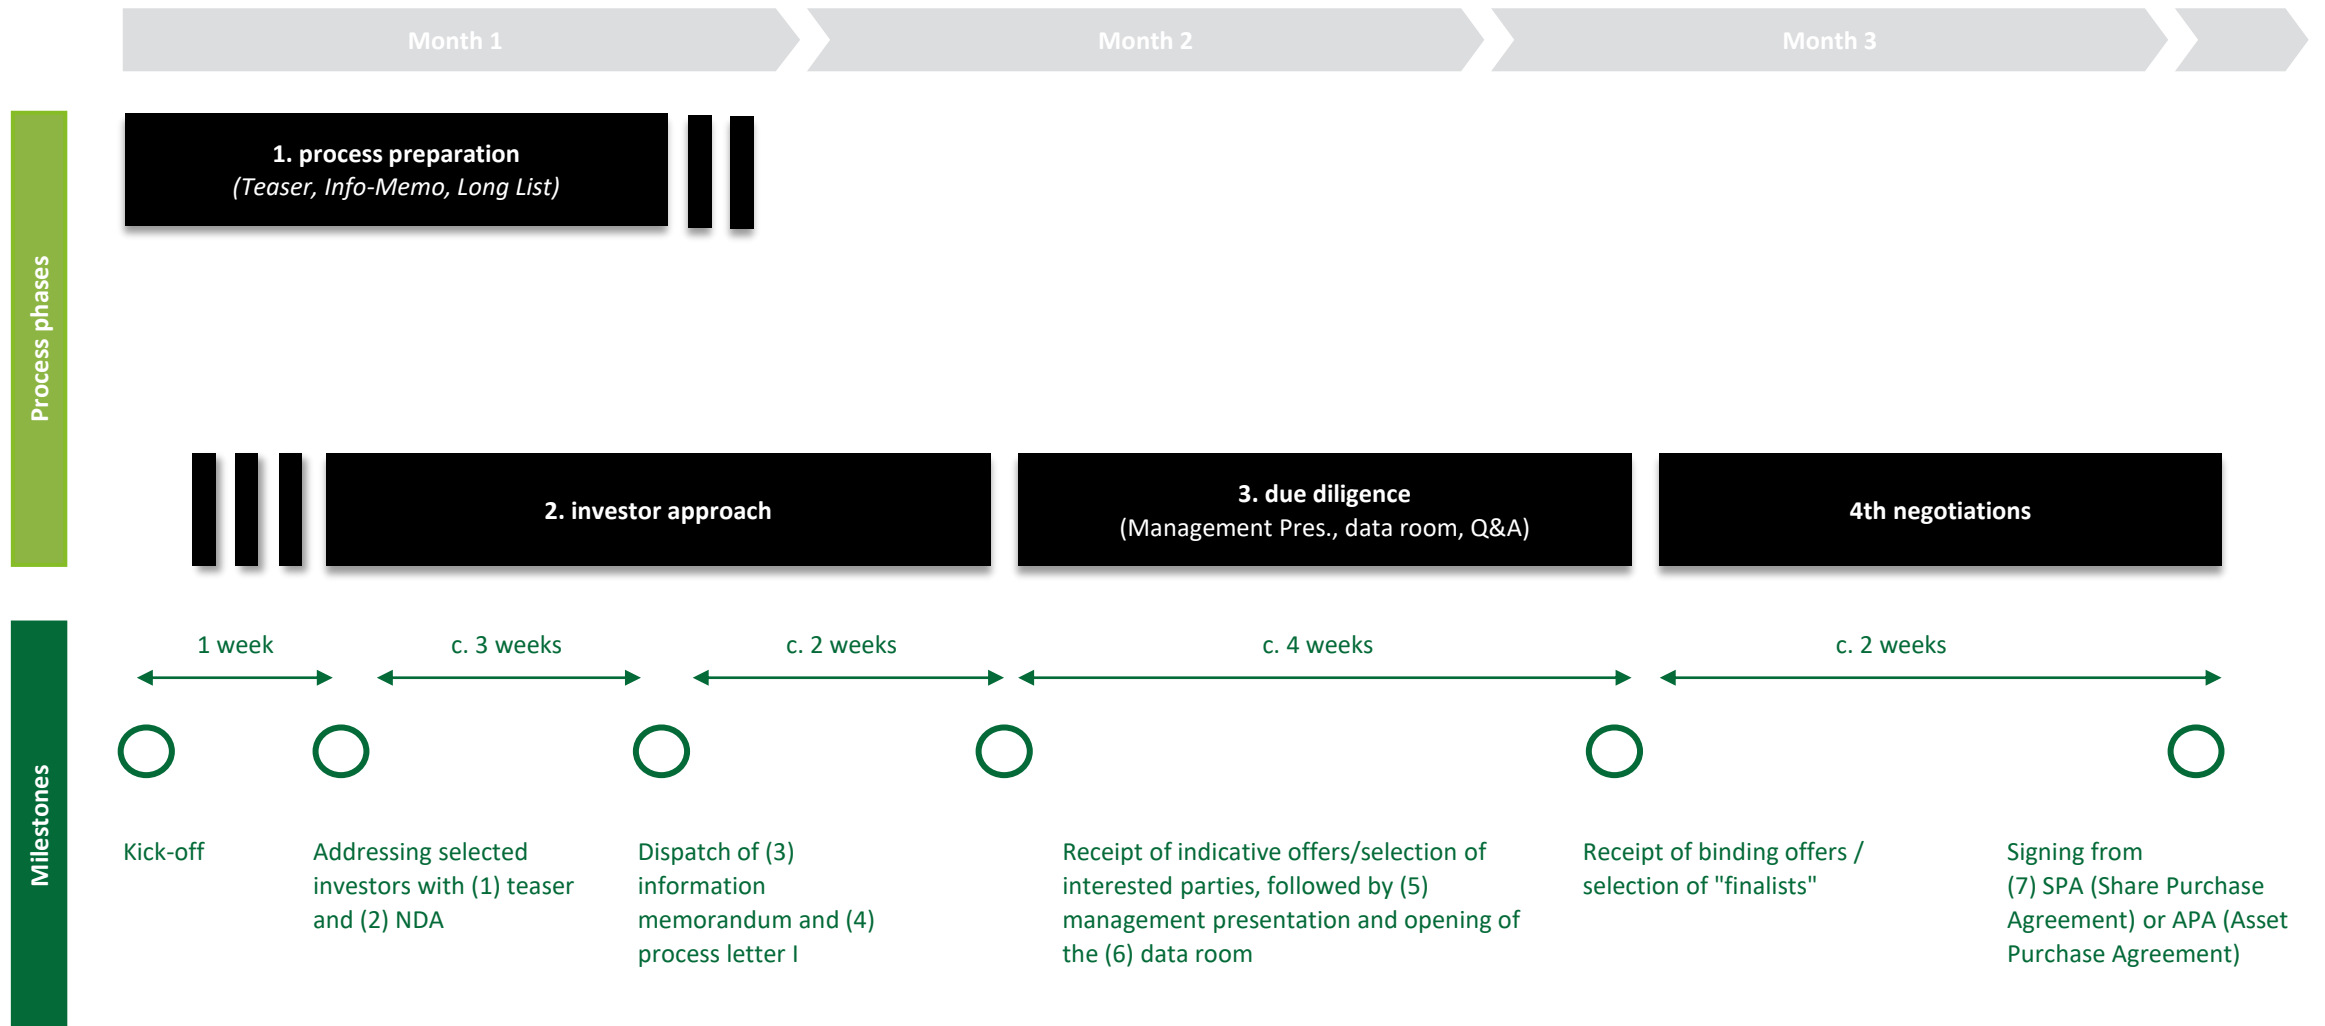 Month 1
Month 2
Month 3
Process phases
1. process preparation
(Teaser, Info-Memo, Long List)
2. investor approach
3. due diligence
(Management Pres., data room, Q&A)
4th negotiations
Milestones
1 week
c. 3 weeks
c. 2 weeks
c. 4 weeks
c. 2 weeks
Kick-off
Addressing selected
investors with (1) teaser
and (2) NDA
Dispatch of (3)
information
memorandum and (4)
process letter I
Receipt of indicative offers/selection of
interested parties, followed by (5)
management presentation and opening of
the (6) data room
Receipt of binding offers /
selection of "finalists"
Signing from
(7) SPA (Share Purchase
Agreement) or APA (Asset
Purchase Agreement)